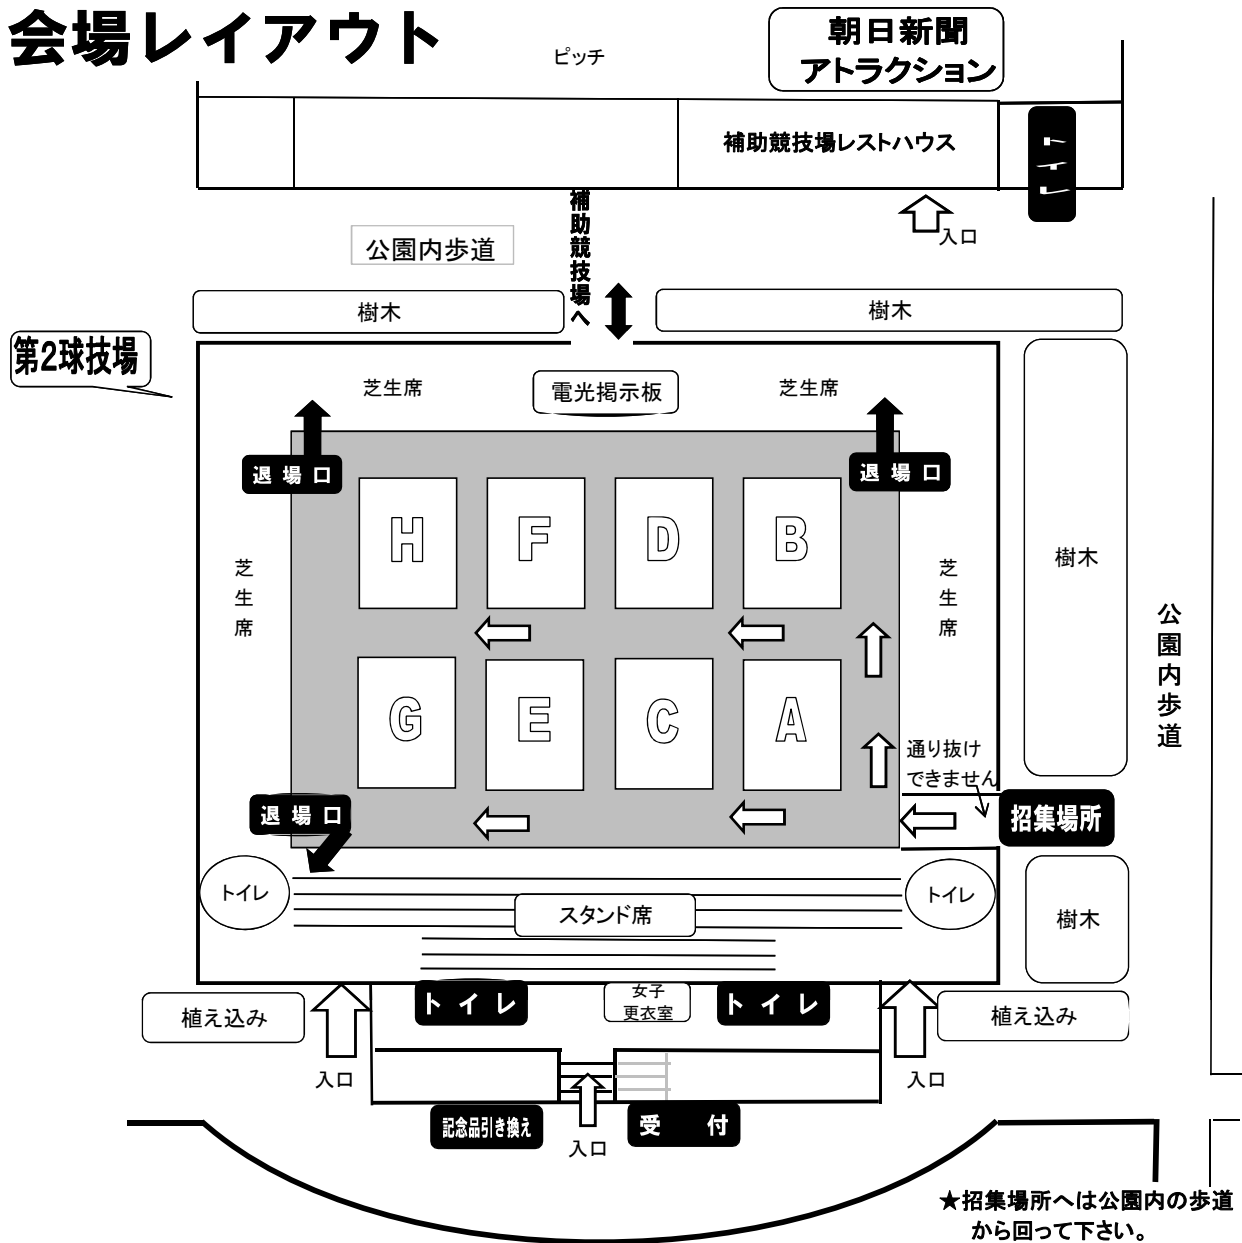 会場レイアウト
ピッチ
朝日新聞
アトラクション
補助競技場レストハウス
トイレ
入口
補助競技場へ
公園内歩道
樹木
樹木
第2球技場
芝生席
電光掲示板
芝生席
退場口
退場口
H
F
D
B
芝生席
芝生席
樹木
公園内歩道
G
E
C
A
通り抜け
できません
退場口
招集場所
トイレ
スタンド席
トイレ
樹木
植え込み
トイレ
女子
更衣室
トイレ
植え込み
入口
入口
記念品引き換え
受 付
入口
★招集場所へは公園内の歩道
から回って下さい。